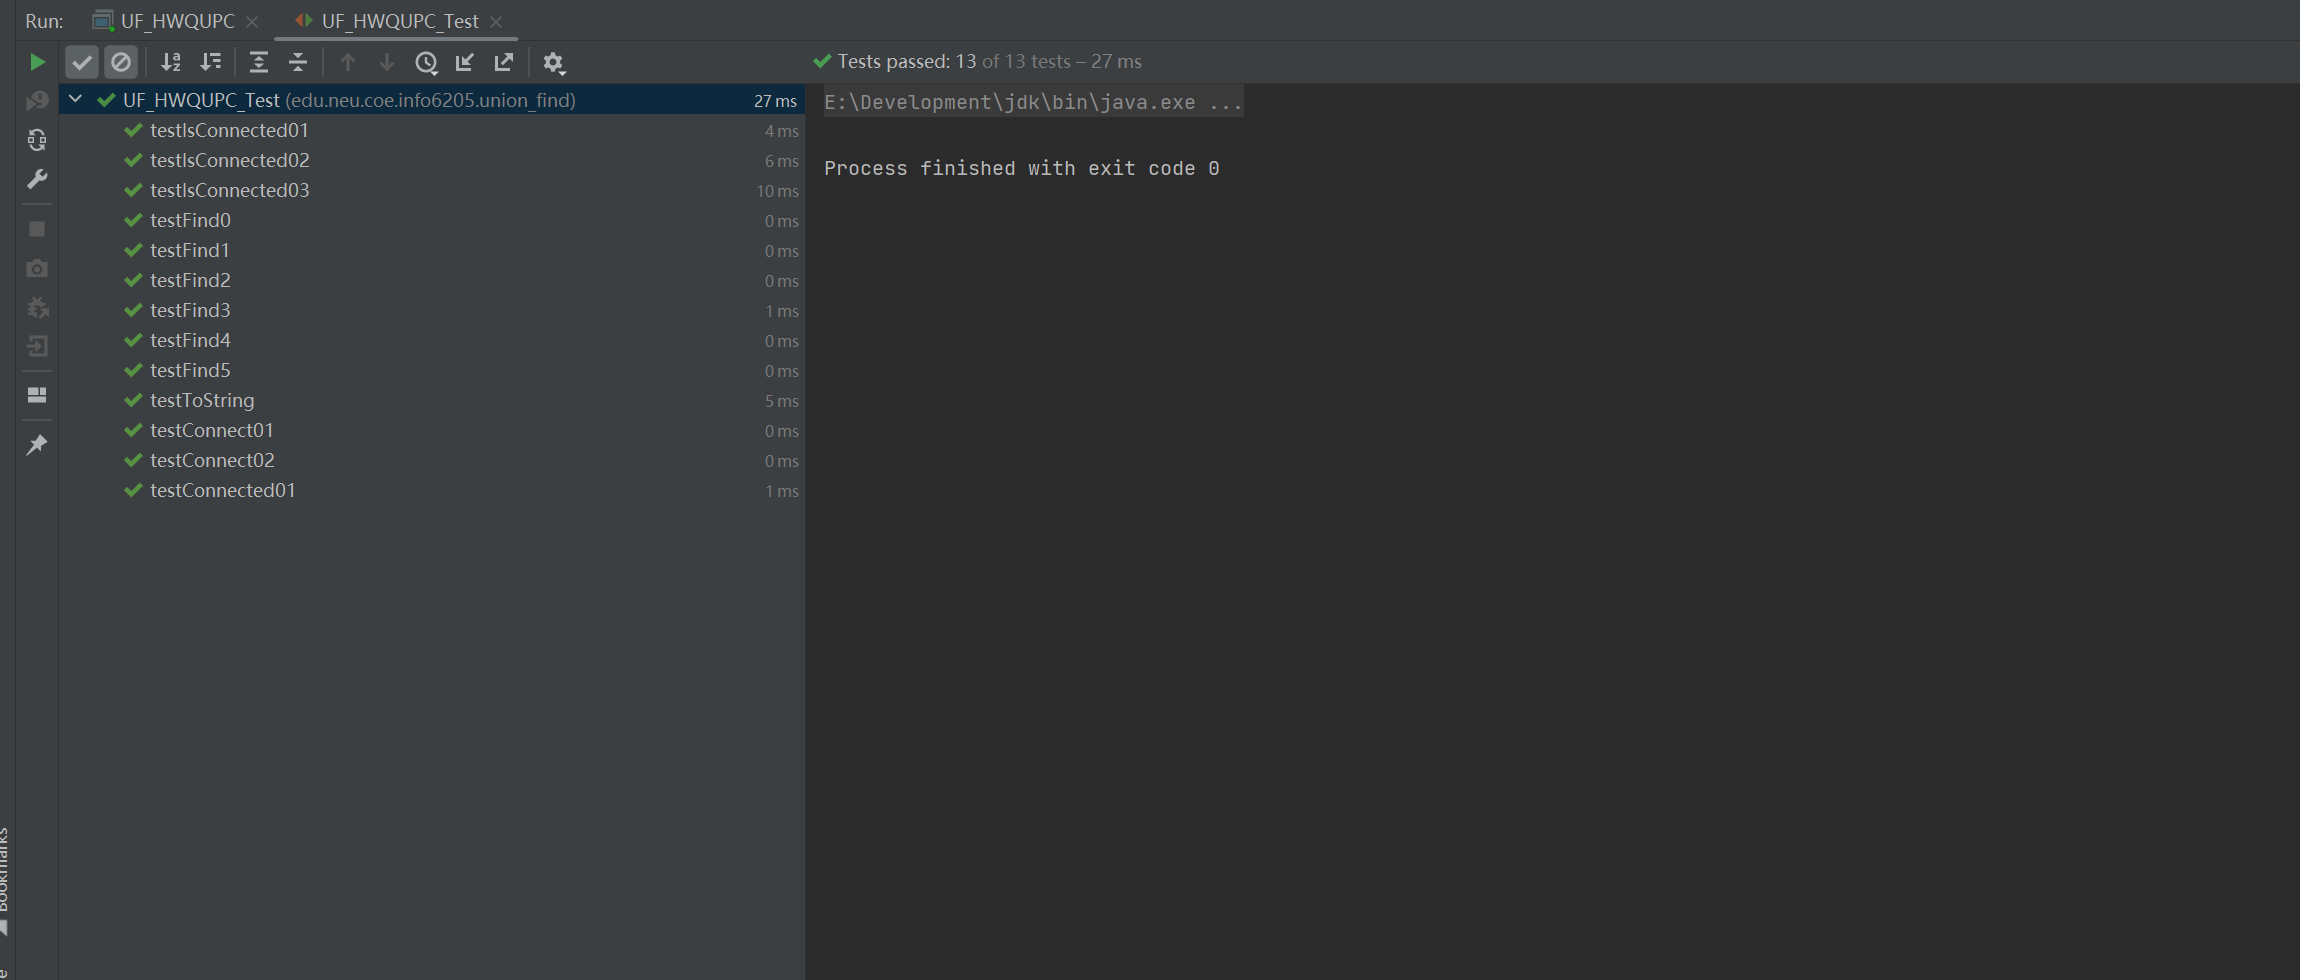 Run: UF_HWQUPC UF_HWQUPC_Test
Tests passed: 13 of 13 tests – 27 ms
UF_HWQUPC_Test (edu.neu.coe.info6205.union_find) 27 ms
testIsConnected01 4 ms
testIsConnected02 6 ms
testIsConnected03 10 ms
testFind0 0 ms
testFind1 0 ms
testFind2 0 ms
testFind3 1 ms
testFind4 0 ms
testFind5 0 ms
testToString 5 ms
testConnect01 0 ms
testConnect02 0 ms
testConnected01 1 ms
E:\Development\jdk\bin\java.exe ...
Process finished with exit code 0
Bookmarks